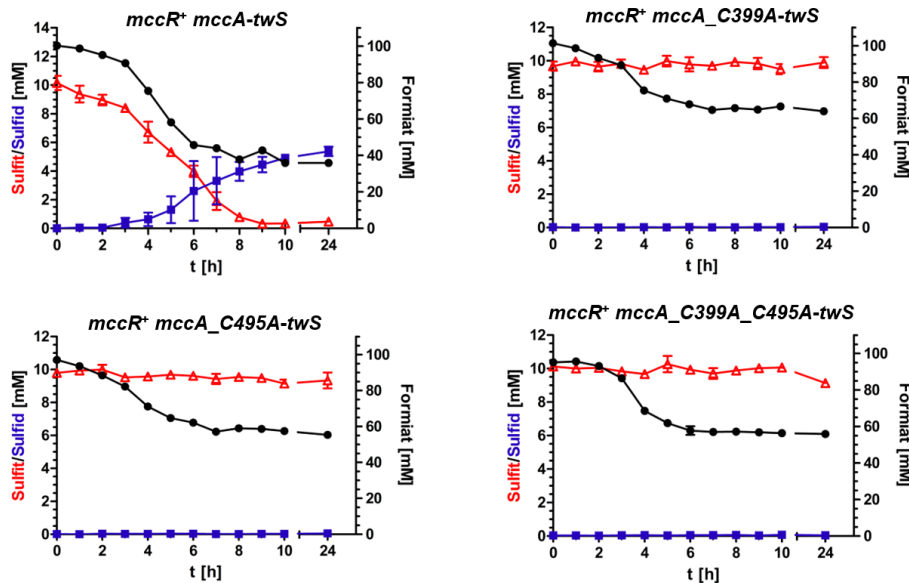 mccR⁺ mccA-twS
Sulfit/Sulfid [mM]
14
12
10
8
6
4
2
0
100
80
60
40
20
0
Formiat [mM]
0 2 4 6 8 10 24
t [h]
mccR⁺ mccA_C399A-twS
Sulfit/Sulfid [mM]
12
10
8
6
4
2
0
100
80
60
40
20
0
Formiat [mM]
0 2 4 6 8 10 24
t [h]
mccR⁺ mccA_C495A-twS
Sulfit/Sulfid [mM]
12
10
8
6
4
2
0
100
80
60
40
20
0
Formiat [mM]
0 2 4 6 8 10 24
t [h]
mccR⁺ mccA_C399A_C495A-twS
Sulfit/Sulfid [mM]
12
10
8
6
4
2
0
100
80
60
40
20
0
Formiat [mM]
0 2 4 6 8 10 24
t [h]